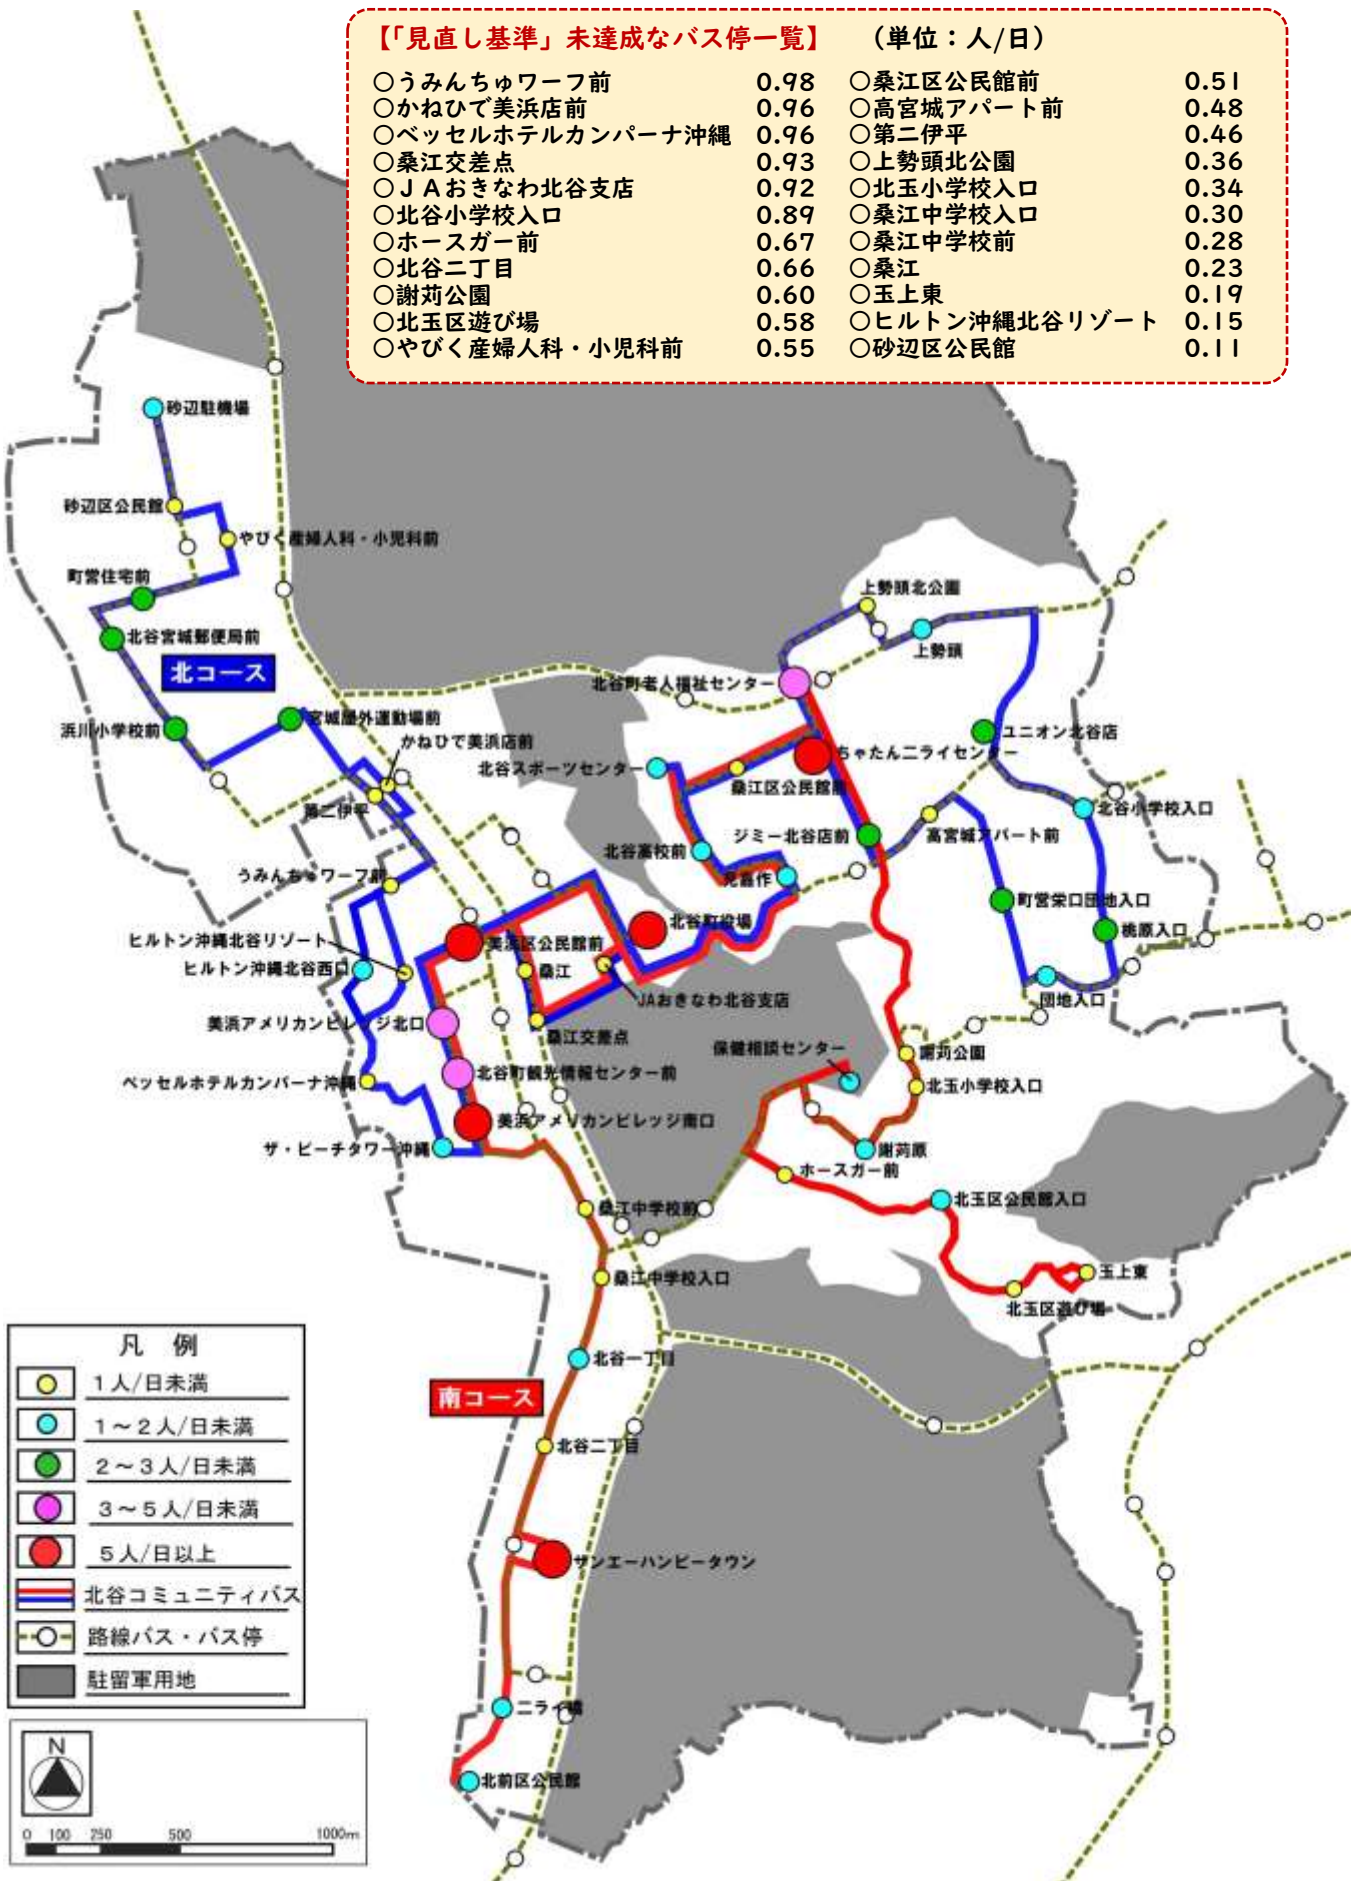 【「見直し基準」未達成なバス停一覧】 (単位：人/日)
○うみんちゅワーフ前 0.98 ○桑江区公民館前 0.51
○かねひで美浜店前 0.96 ○高宮城アパート前 0.48
○ベッセルホテルカンパーナ沖縄 0.96 ○第二伊平 0.46
○桑江交差点 0.93 ○上勢頭北公園 0.36
○JAおきなわ北谷支店 0.92 ○北玉小学校入口 0.34
○北谷小学校入口 0.89 ○桑江中学校入口 0.30
○ホースガー前 0.67 ○桑江中学校前 0.28
○北谷二丁目 0.66 ○桑江 0.23
○謝苅公園 0.60 ○玉上東 0.19
○北玉区遊び場 0.58 ○ヒルトン沖縄北谷リゾート 0.15
○やびく産婦人科・小児科前 0.55 ○砂辺区公民館 0.11
砂辺駐機場
砂辺区公民館
やびく産婦人科・小児科前
町営住宅前
上勢頭北公園
北谷宮城郵便局前
上勢頭
北コース
北谷町老人福祉センター
宮城屋外運動場前
浜川小学校前
ユニオン北谷店
かねひで美浜店前
ちゃたんニライセンター
北谷スポーツセンター
桑江区公民館前
第二伊平
北谷小学校入口
ジミー北谷店前
高宮城アパート前
北谷高校前
うみんちゅワーフ前
兄嘉作
町営栄口団地入口
北谷町役場
桃原入口
ヒルトン沖縄北谷リゾート
美浜区公民館前
ヒルトン沖縄北谷西口
桑江
JAおきなわ北谷支店
団地入口
美浜アメリカンビレッジ北口
桑江交差点
保健相談センター
謝苅公園
北谷町観光情報センター前
ベッセルホテルカンパーナ沖縄
北玉小学校入口
美浜アメリカンビレッジ南口
ザ・ビーチタワー沖縄
謝苅原
ホースガー前
北玉区公民館入口
桑江中学校前
桑江中学校入口
玉上東
北玉区遊び場
北谷一丁目
南コース
北谷二丁目
サンエーハンビータウン
ニライ橋
北前区公民館
凡 例
1人/日未満
1～2人/日未満
2～3人/日未満
3～5人/日未満
5人/日以上
北谷コミュニティバス
路線バス・バス停
駐留軍用地
N
0 100 250 500 1000m